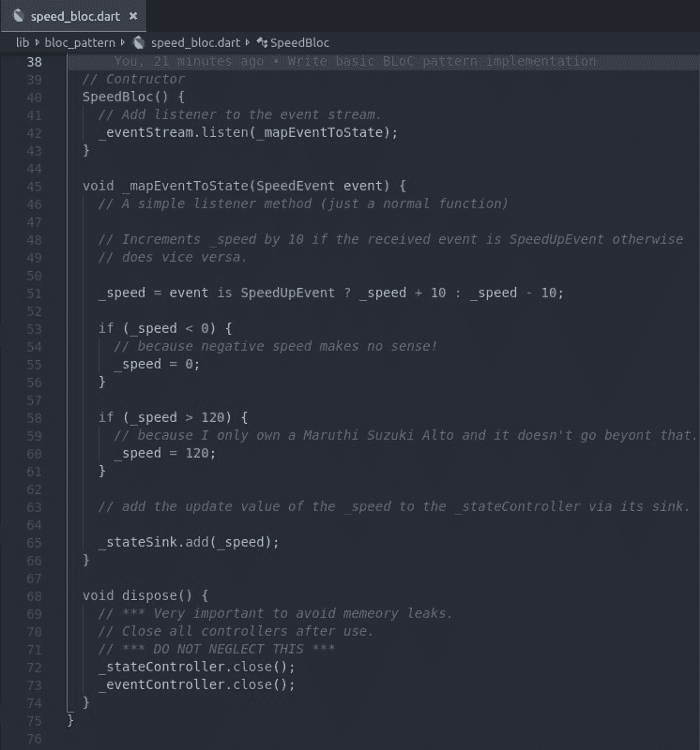 speed_bloc.dart ×
lib bloc_pattern speed_bloc.dart SpeedBloc
38 You, 21 minutes ago • Write basic BLoC pattern implementation
39 // Contructor
40 SpeedBloc() {
41 // Add listener to the event stream.
42 _eventStream.listen(_mapEventToState);
43 }
44
45 void _mapEventToState(SpeedEvent event) {
46 // A simple listener method (just a normal function)
47
48 // Increments _speed by 10 if the received event is SpeedUpEvent otherwise
49 // does vice versa.
50
51 _speed = event is SpeedUpEvent ? _speed + 10 : _speed - 10;
52
53 if (_speed < 0) {
54 // because negative speed makes no sense!
55 _speed = 0;
56 }
57
58 if (_speed > 120) {
59 // because I only own a Maruthi Suzuki Alto and it doesn't go beyont that.
60 _speed = 120;
61 }
62
63 // add the update value of the _speed to the _stateController via its sink.
64
65 _stateSink.add(_speed);
66 }
67
68 void dispose() {
69 // *** Very important to avoid memeory leaks.
70 // Close all controllers after use.
71 // *** DO NOT NEGLECT THIS ***
72 _stateController.close();
73 _eventController.close();
74 }
75 }
76